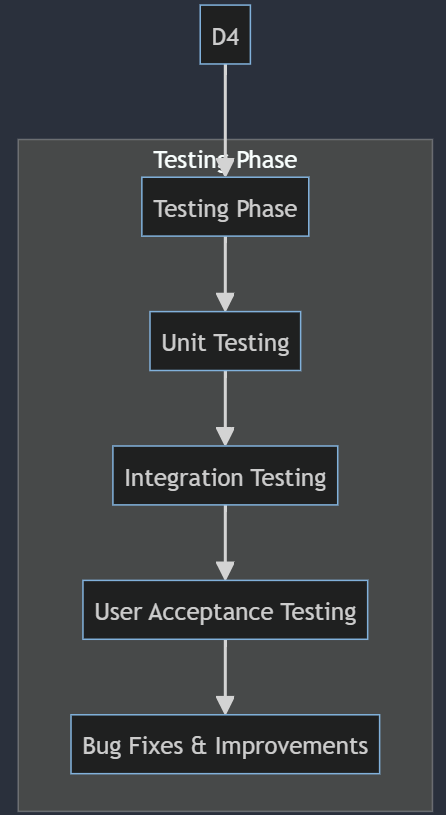 D4
Testing Phase
Testing Phase
Unit Testing
Integration Testing
User Acceptance Testing
Bug Fixes & Improvements